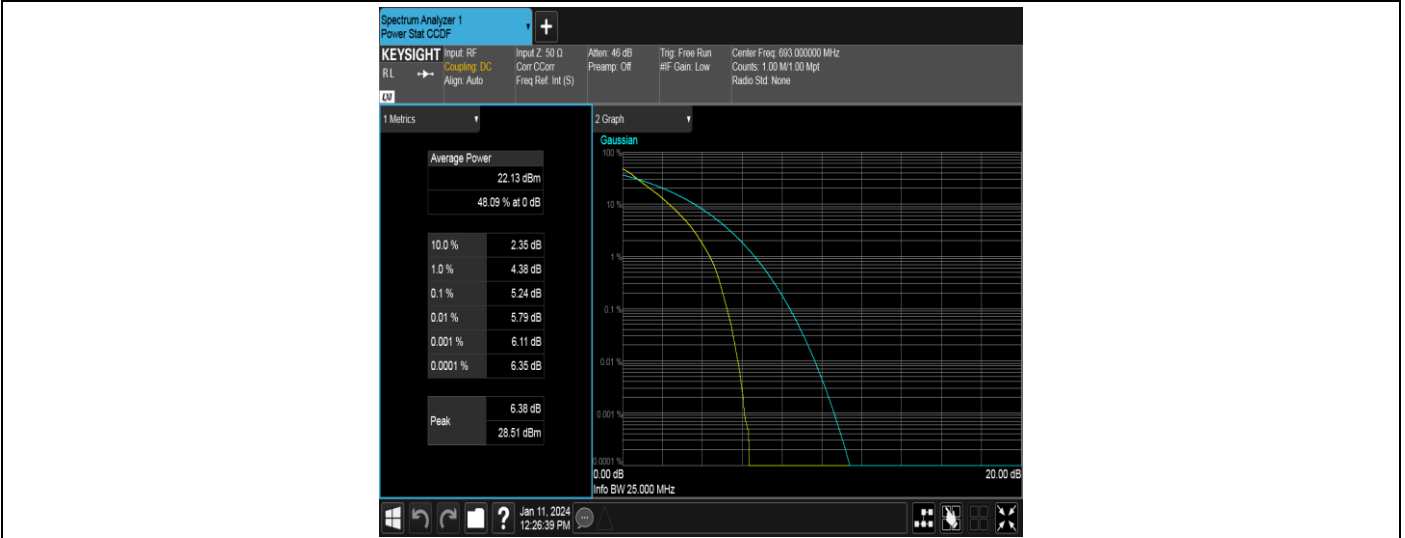 Spectrum Analyzer 1
Power Stat CCDF
+
KEYSIGHT
RL
LXI
Input: RF
Coupling: DC
Align: Auto
Input Z: 50 Ω
Corr CCorr
Freq Ref: Int (S)
Atten: 46 dB
Preamp: Off
Trig: Free Run
#IF Gain: Low
Center Freq: 693.000000 MHz
Counts: 1.00 M/1.00 Mpt
Radio Std: None
1 Metrics
Average Power
22.13 dBm
48.09 % at 0 dB
10.0 % 2.35 dB
1.0 % 4.38 dB
0.1 % 5.24 dB
0.01 % 5.79 dB
0.001 % 6.11 dB
0.0001 % 6.35 dB
Peak
6.38 dB
28.51 dBm
2 Graph
Gaussian
100 %
10 %
1 %
0.1 %
0.01 %
0.001 %
0.0001 %
0.00 dB 20.00 dB
Info BW 25.000 MHz
?
Jan 11, 2024
12:26:39 PM